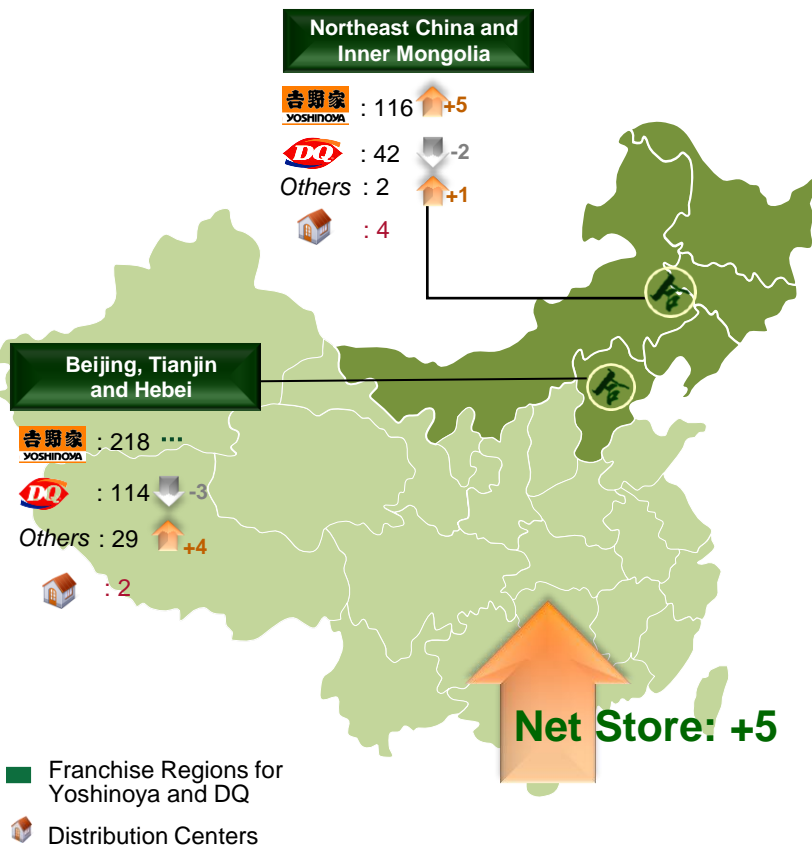 Northeast China and
Inner Mongolia
吉野家
YOSHINOYA : 116 +5
DQ : 42 -2
Others : 2 +1
: 4
Beijing, Tianjin
and Hebei
吉野家
YOSHINOYA : 218 ...
DQ : 114 -3
Others : 29 +4
: 2
Net Store: +5
Franchise Regions for
Yoshinoya and DQ
Distribution Centers